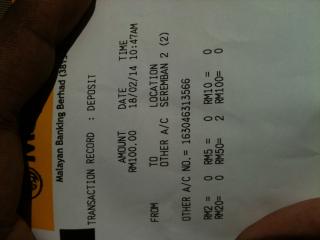 Malayan Banking Berhad (381
TRANSACTION RECORD : DEPOSIT
AMOUNT DATE TIME
RM100.00 18/02/14 10:47AM
FROM TO LOCATION
OTHER A/C SEREMBAN 2 (2)
OTHER A/C NO.= 163046313566
RM2 = 0 RM5 = 0 RM10 = 0
RM20= 0 RM50= 2 RM100= 0